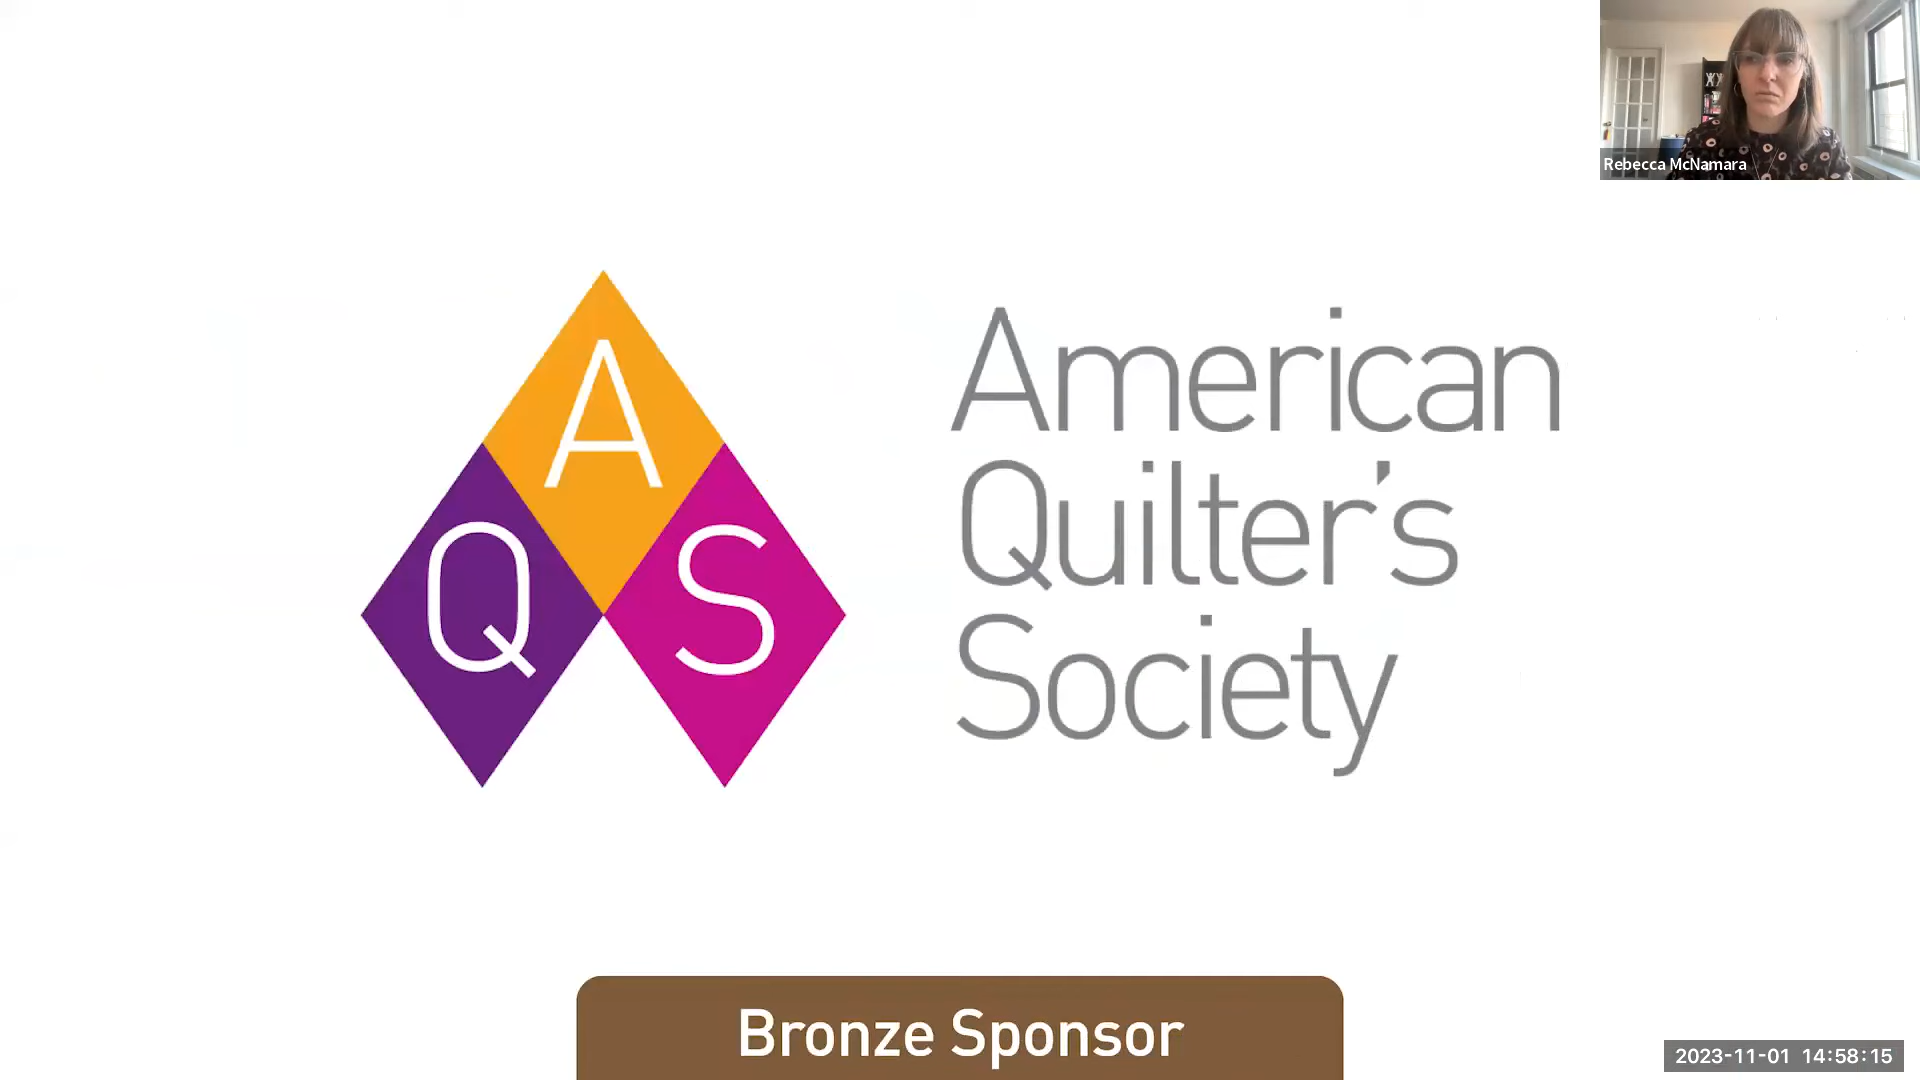 Rebecca McNamara
A
Q S
American
Quilter's
Society
Bronze Sponsor
2023-11-01 14:58:15